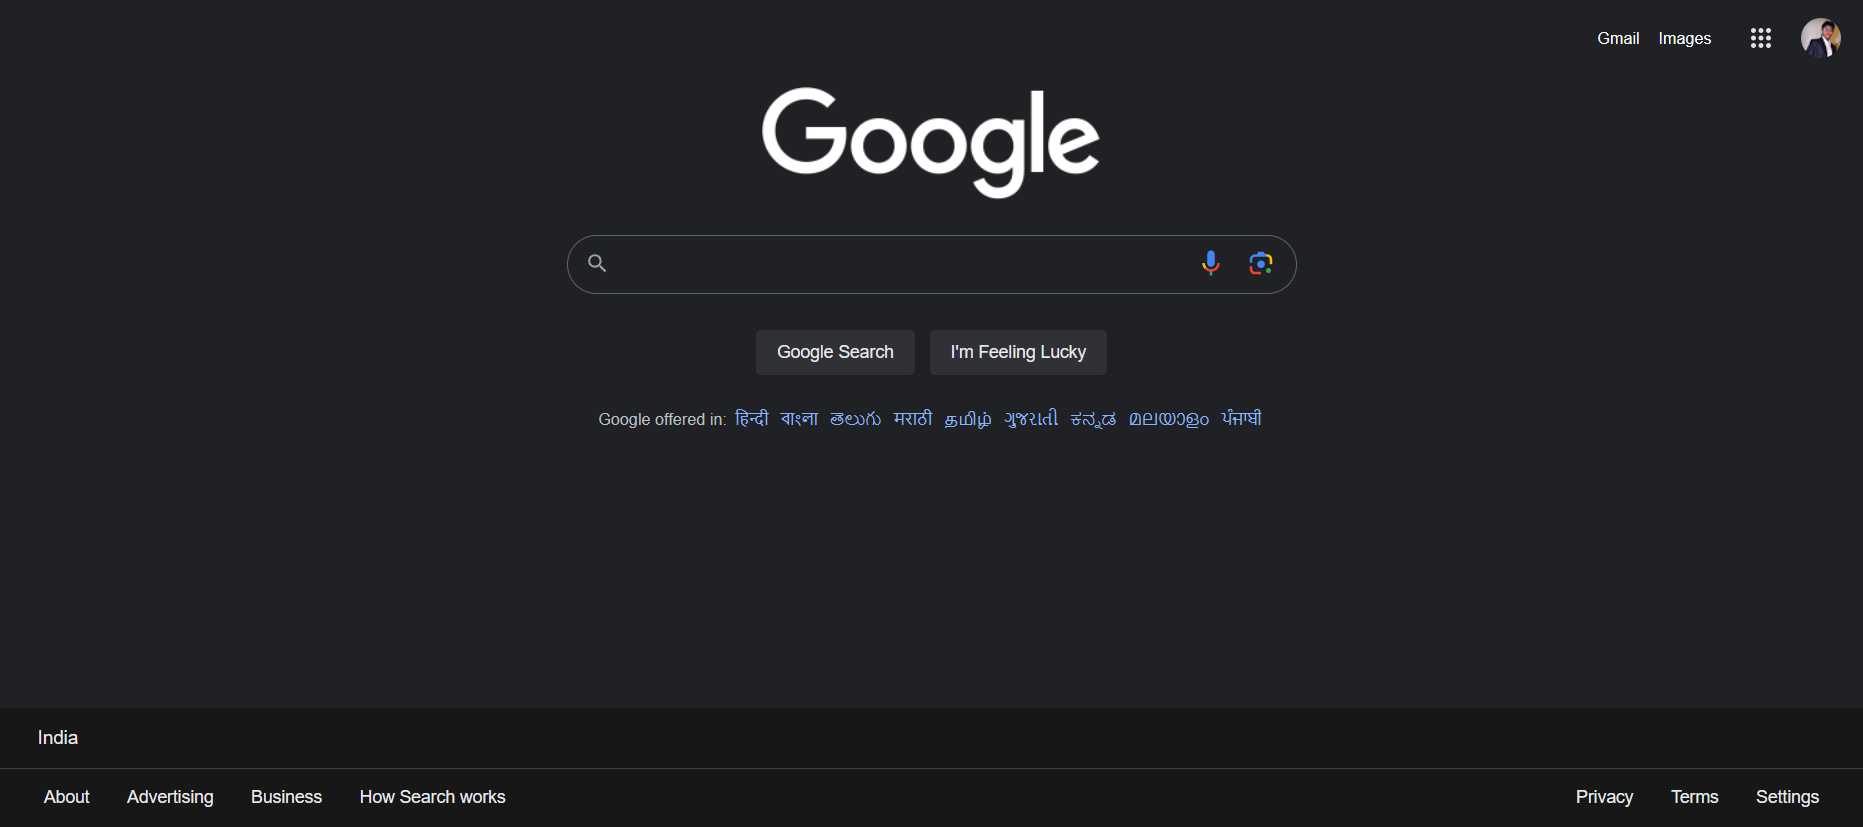 Gmail Images
Google
Google Search I'm Feeling Lucky
Google offered in: हिन्दी বাংলা తెలుగు मराठी தமிழ் ગુજરાતી ಕನ್ನಡ മലയാളം ਪੰਜਾਬੀ
India
About Advertising Business How Search works Privacy Terms Settings